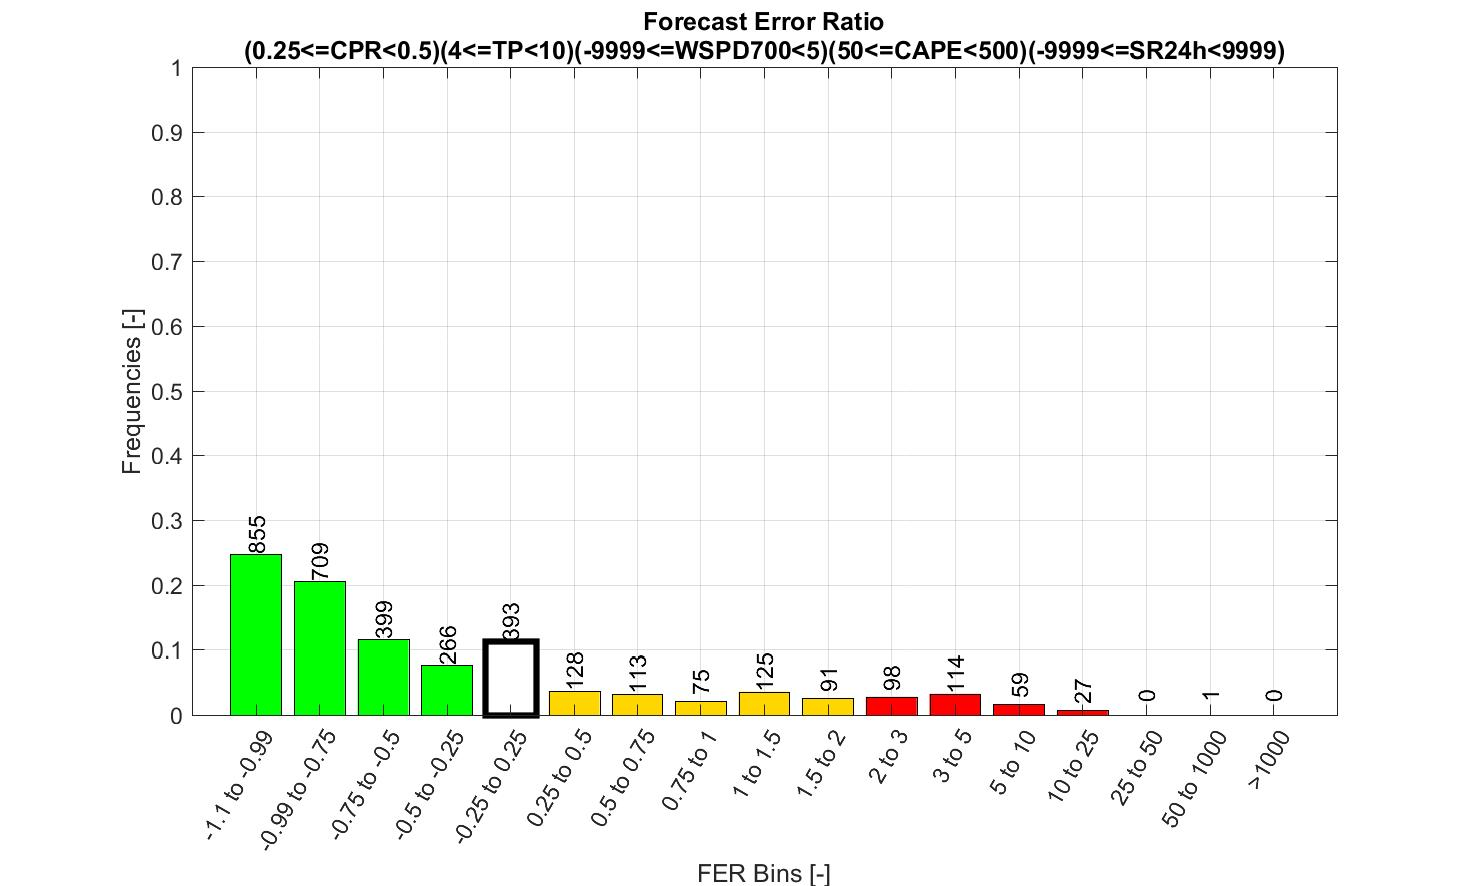 Forecast Error Ratio
(0.25<=CPR<0.5)(4<=TP<10)(-9999<=WSPD700<5)(50<=CAPE<500)(-9999<=SR24h<9999)
1
0.9
0.8
0.7
0.6
0.5
0.4
0.3
0.2
0.1
0
Frequencies [-]
855
709
399
266
393
128
113
75
125
91
98
114
59
27
0
1
0
-1.1 to -0.99
-0.99 to -0.75
-0.75 to -0.5
-0.5 to -0.25
-0.25 to 0.25
0.25 to 0.5
0.5 to 0.75
0.75 to 1
1 to 1.5
1.5 to 2
2 to 3
3 to 5
5 to 10
10 to 25
25 to 50
50 to 1000
>1000
FER Bins [-]